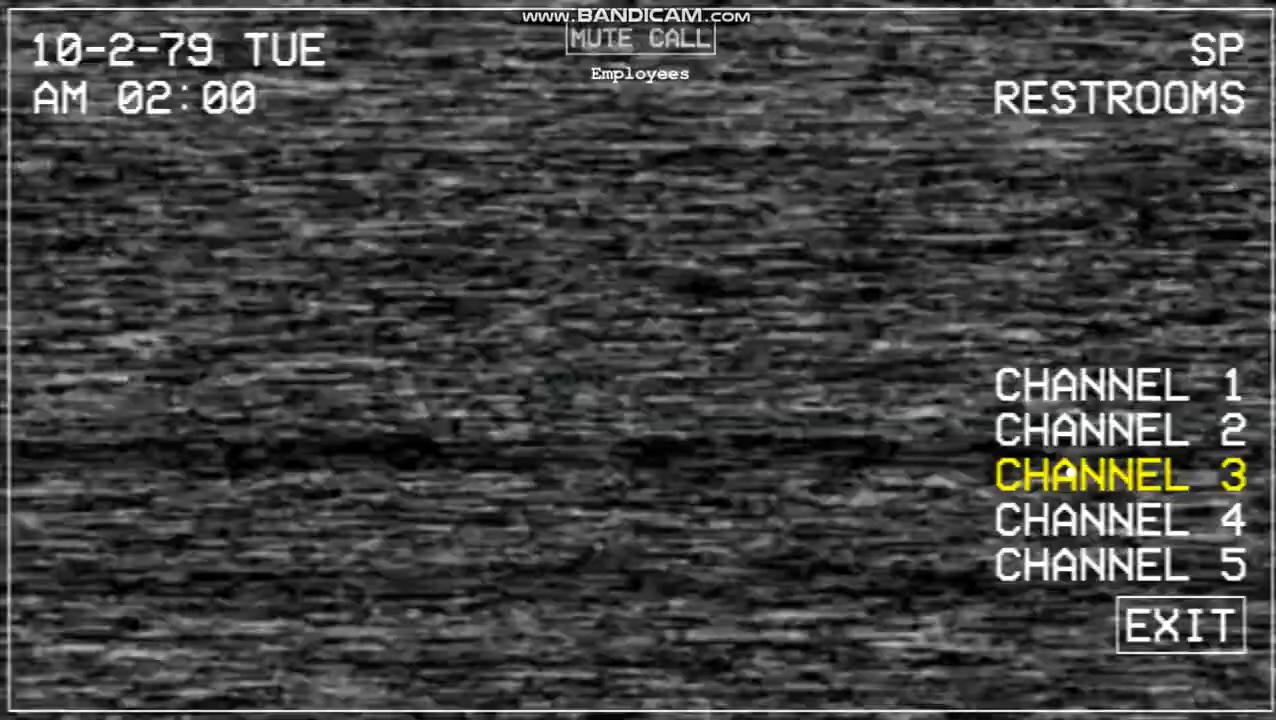 www.BANDICAM.com
MUTE CALL
Employees
10-2-79 TUE
AM 02:00
SP
RESTROOMS
CHANNEL 1
CHANNEL 2
CHANNEL 3
CHANNEL 4
CHANNEL 5
EXIT